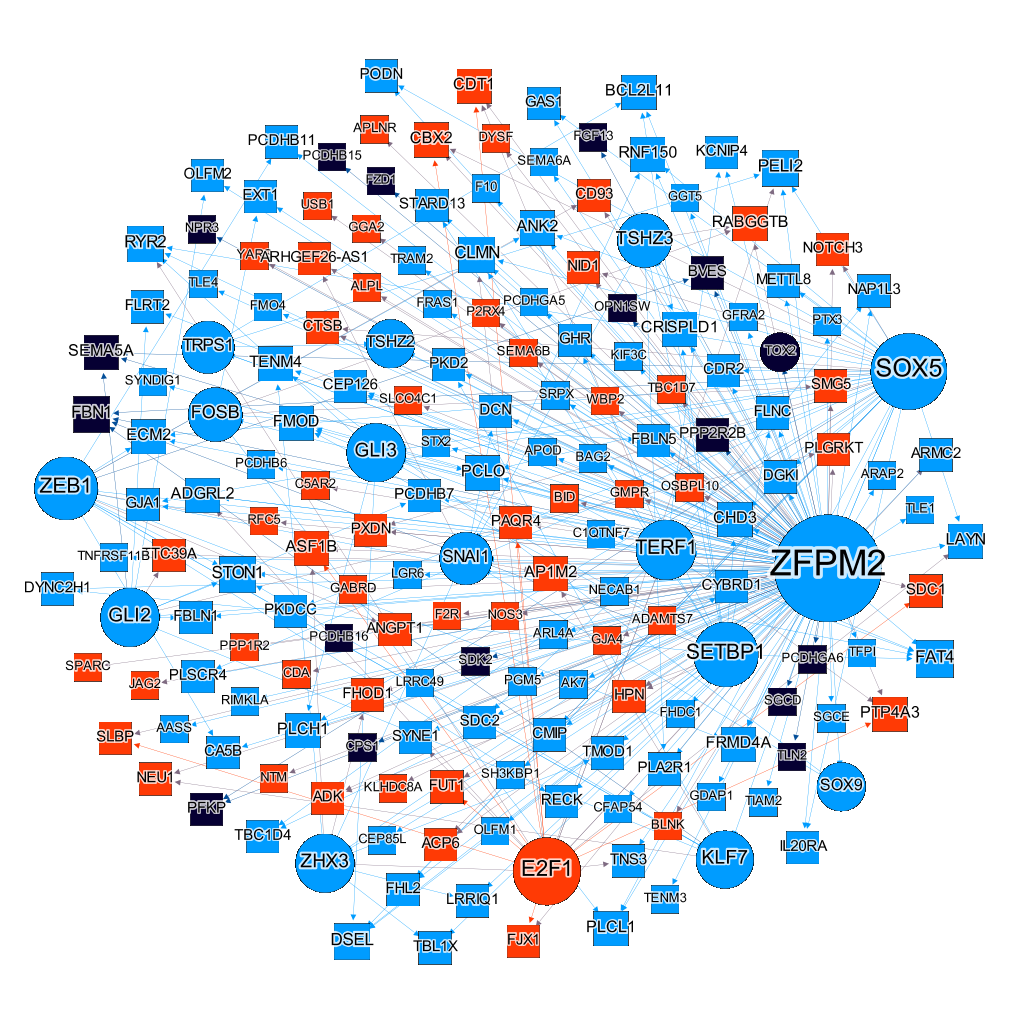 PODN
CDT1
BCL2L11
GAS1
APLNR
CBX2
DYSF
FGF13
PCDHB11
PCDHB15
SEMA6A
RNF150
KCNIP4
PELI2
OLFM2
FZD1
F10
GGT5
EXT1
USB1
STARD13
CD93
NPR3
GGA2
ANK2
TSHZ3
RABGGTB
RYR2
ARHGEF26-AS1
TRAM2
CLMN
NID1
BVES
NOTCH3
TLE4
ALPL
METTL8
NAP1L3
FLRT2
FMO4
FRAS1
PCDHGA5
P2RX4
OPN1SW
GFRA2
PTX3
CTSB
CRISPLD1
SEMA5A
TRPS1
TSHZ2
GHR
SEMA6B
KIF3C
TOX2
TENM4
PKD2
CDR2
SOX5
SYNDIG1
CEP126
SLCO4C1
SRPX
WBP2
TBC1D7
SMG5
FBN1
FOSB
DCN
FLNC
ECM2
FMOD
STX2
FBLN5
PPP2R2B
PLGRKT
ARMC2
PCDHB6
GLI3
PCLO
APOD
BAG2
DGKI
ARAP2
ZEB1
GJA1
ADGRL2
C5AR2
PCDHB7
BID
GMPR
OSBPL10
RFC5
PXDN
PAQR4
C1QTNF7
CHD3
TLE1
TNFRSF11B
TTC39A
ASF1B
SNAI1
TERF1
LAYN
DYNC2H1
STON1
GABRD
LGR6
AP1M2
NECAB1
CYBRD1
ZFPM2
SDC1
GLI2
FBLN1
PKDCC
F2R
NOS3
ADAMTS7
ANGPT1
PCDHB16
ARL4A
GJA4
PPP1R2
SETBP1
PCDHGA6
TFPI
FAT4
SPARC
JAG2
PLSCR4
CDA
SDK2
PGM5
AK7
RIMKLA
FHOD1
LRRC49
HPN
SGCD
SGCE
PTP4A3
SLBP
AASS
CA5B
PLCH1
CPS1
SYNE1
SDC2
CMIP
TMOD1
FHDC1
FRMD4A
TLN2
NEU1
NTM
KLHDC8A
FUT1
SH3KBP1
PLA2R1
SOX9
PFKP
ADK
RECK
CFAP54
GDAP1
TIAM2
TBC1D4
CEP85L
ACP6
OLFM1
BLNK
IL20RA
ZHX3
E2F1
TNS3
KLF7
FHL2
LRRIQ1
TENM3
DSEL
TBL1X
FJX1
PLCL1